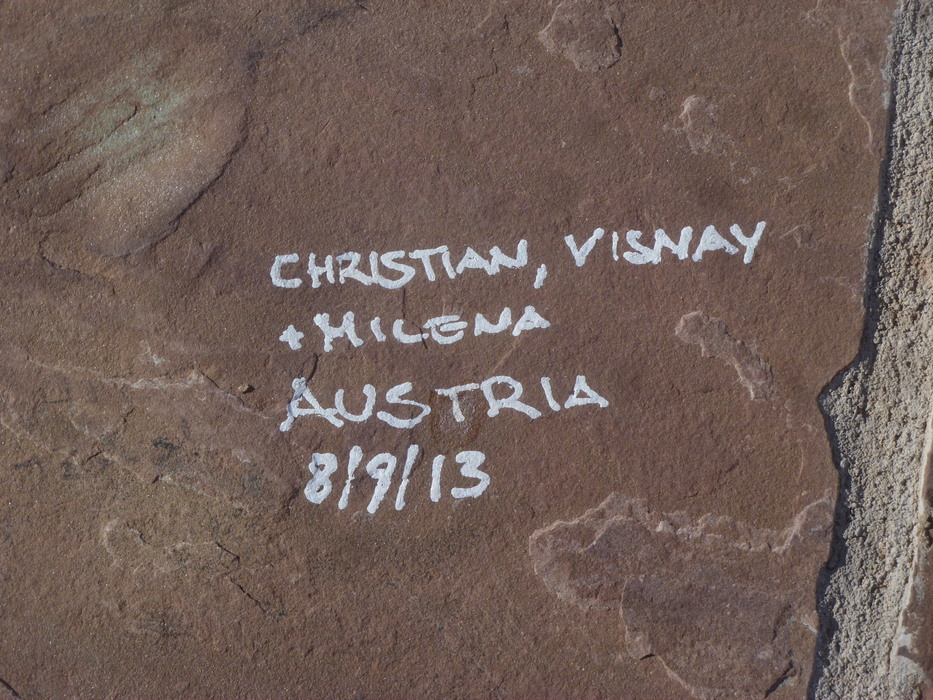 CHRISTIAN, VISNAY
+ MILENA
AUSTRIA
8/9/13